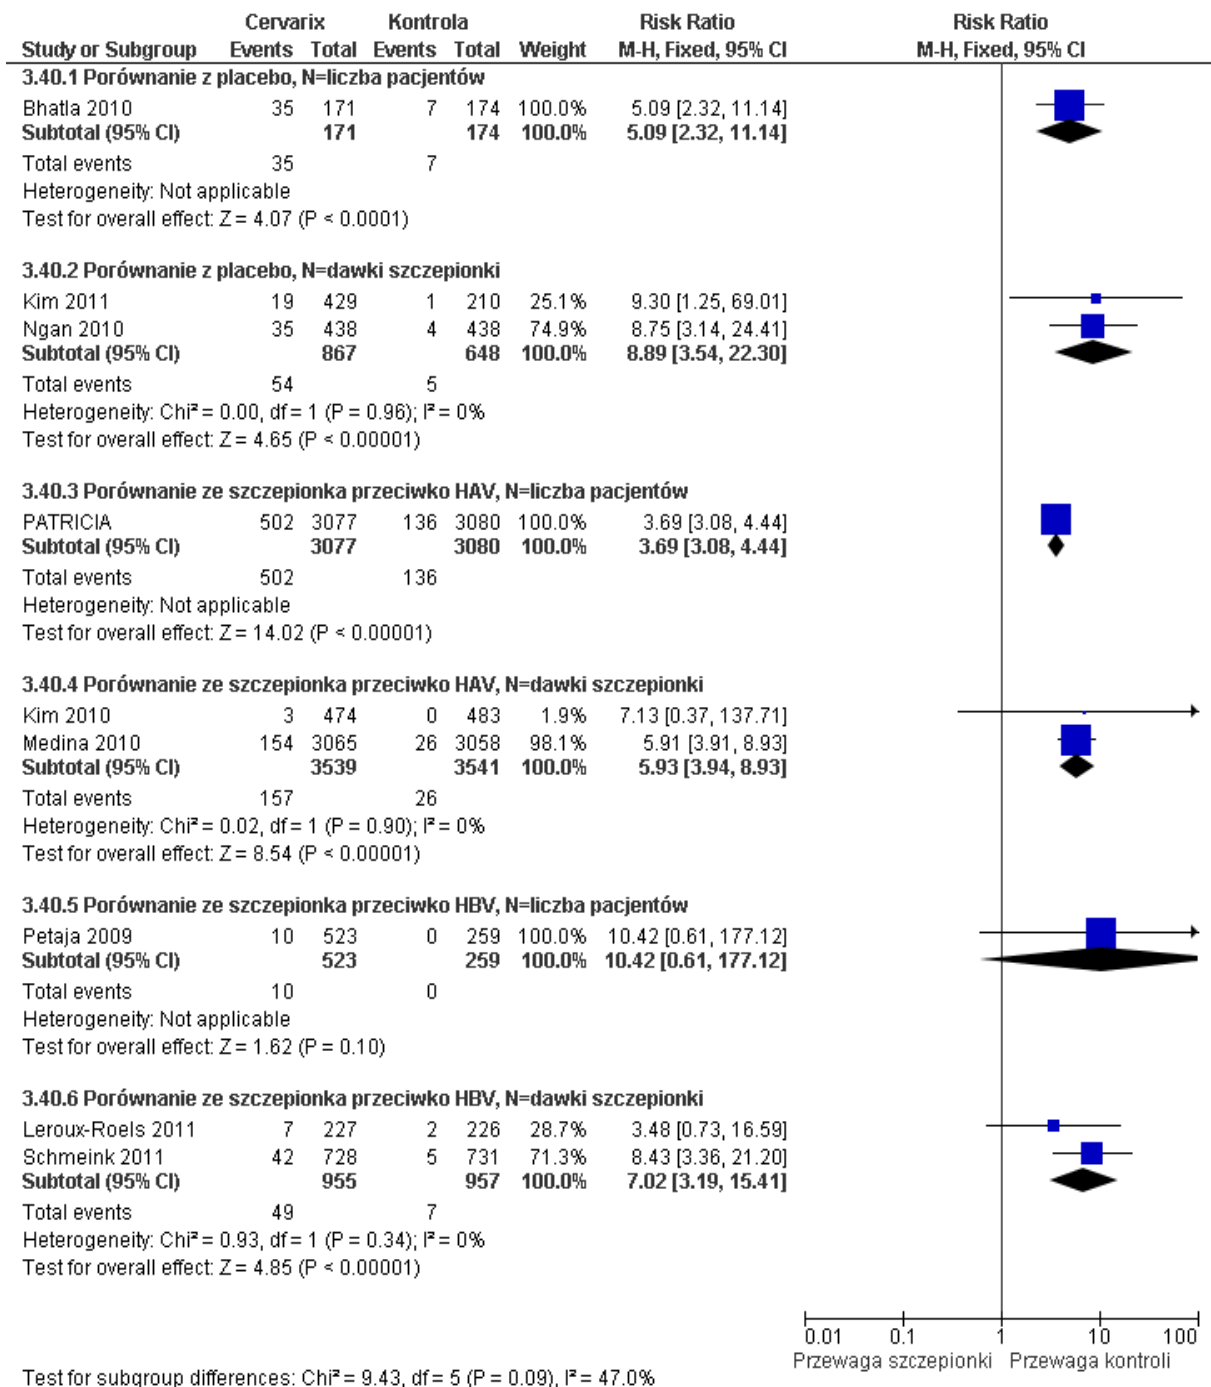 Cervarix Kontrola Risk Ratio Risk Ratio
Study or Subgroup Events Total Events Total Weight M-H, Fixed, 95% CI M-H, Fixed, 95% CI
3.40.1 Porównanie z placebo, N=liczba pacjentów
Bhatla 2010 35 171 7 174 100.0% 5.09 [2.32, 11.14]
Subtotal (95% CI) 171 174 100.0% 5.09 [2.32, 11.14]
Total events 35 7
Heterogeneity: Not applicable
Test for overall effect: Z = 4.07 (P < 0.0001)
3.40.2 Porównanie z placebo, N=dawki szczepionki
Kim 2011 19 429 1 210 25.1% 9.30 [1.25, 69.01]
Ngan 2010 35 438 4 438 74.9% 8.75 [3.14, 24.41]
Subtotal (95% CI) 867 648 100.0% 8.89 [3.54, 22.30]
Total events 54 5
Heterogeneity: Chi² = 0.00, df = 1 (P = 0.96); I² = 0%
Test for overall effect: Z = 4.65 (P < 0.00001)
3.40.3 Porównanie ze szczepionka przeciwko HAV, N=liczba pacjentów
PATRICIA 502 3077 136 3080 100.0% 3.69 [3.08, 4.44]
Subtotal (95% CI) 3077 3080 100.0% 3.69 [3.08, 4.44]
Total events 502 136
Heterogeneity: Not applicable
Test for overall effect: Z = 14.02 (P < 0.00001)
3.40.4 Porównanie ze szczepionka przeciwko HAV, N=dawki szczepionki
Kim 2010 3 474 0 483 1.9% 7.13 [0.37, 137.71]
Medina 2010 154 3065 26 3058 98.1% 5.91 [3.91, 8.93]
Subtotal (95% CI) 3539 3541 100.0% 5.93 [3.94, 8.93]
Total events 157 26
Heterogeneity: Chi² = 0.02, df = 1 (P = 0.90); I² = 0%
Test for overall effect: Z = 8.54 (P < 0.00001)
3.40.5 Porównanie ze szczepionka przeciwko HBV, N=liczba pacjentów
Petaja 2009 10 523 0 259 100.0% 10.42 [0.61, 177.12]
Subtotal (95% CI) 523 259 100.0% 10.42 [0.61, 177.12]
Total events 10 0
Heterogeneity: Not applicable
Test for overall effect: Z = 1.62 (P = 0.10)
3.40.6 Porównanie ze szczepionka przeciwko HBV, N=dawki szczepionki
Leroux-Roels 2011 7 227 2 226 28.7% 3.48 [0.73, 16.59]
Schmeink 2011 42 728 5 731 71.3% 8.43 [3.36, 21.20]
Subtotal (95% CI) 955 957 100.0% 7.02 [3.19, 15.41]
Total events 49 7
Heterogeneity: Chi² = 0.93, df = 1 (P = 0.34); I² = 0%
Test for overall effect: Z = 4.85 (P < 0.00001)
0.01 0.1 1 10 100
Przewaga szczepionki Przewaga kontroli
Test for subgroup differences: Chi² = 9.43, df = 5 (P = 0.09), I² = 47.0%